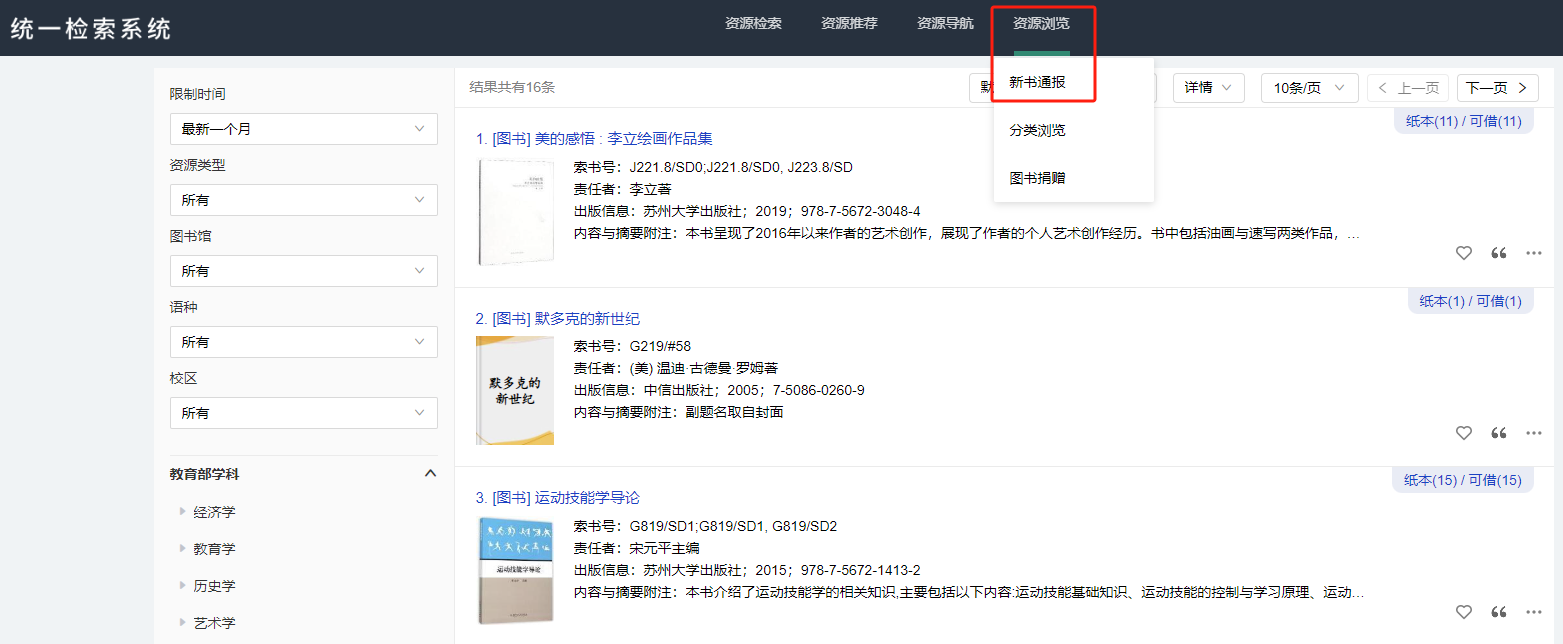 统一检索系统
资源检索 资源推荐 资源导航 资源浏览
新书通报
分类浏览
图书捐赠
限制时间
最新一个月
资源类型
所有
图书馆
所有
语种
所有
校区
所有
教育部学科
经济学
教育学
历史学
艺术学
结果共有16条
详情 10条/页 上一页 下一页
纸本(11) / 可借(11)
1. [图书] 美的感悟 : 李立绘画作品集
索书号：J221.8/SD0;J221.8/SD0, J223.8/SD
责任者：李立著
出版信息：苏州大学出版社；2019；978-7-5672-3048-4
内容与摘要附注：本书呈现了2016年以来作者的艺术创作，展现了作者的个人艺术创作经历。书中包括油画与速写两类作品，...
纸本(1) / 可借(1)
2. [图书] 默多克的新世纪
默多克的
新世纪
索书号：G219/#58
责任者：(美) 温迪·古德曼·罗姆著
出版信息：中信出版社；2005；7-5086-0260-9
内容与摘要附注：副题名取自封面
纸本(15) / 可借(15)
3. [图书] 运动技能学导论
运动技能学导论
索书号：G819/SD1;G819/SD1, G819/SD2
责任者：宋元平主编
出版信息：苏州大学出版社；2015；978-7-5672-1413-2
内容与摘要附注：本书介绍了运动技能学的相关知识,主要包括以下内容:运动技能基础知识、运动技能的控制与学习原理、运动...